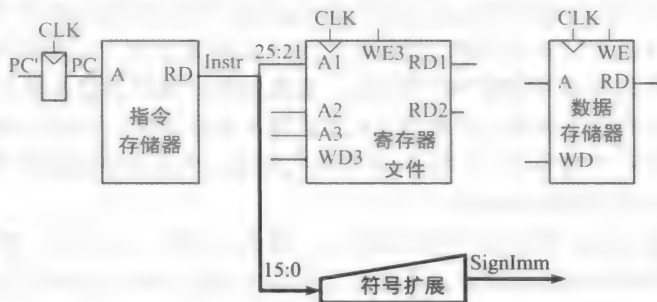 CLK
PC'
PC
A
RD
指令
存储器
Instr
25:21
CLK
WE3
A1
RD1
A2
RD2
A3
WD3
寄存器
文件
CLK
WE
A
RD
数据
存储器
WD
15:0
符号扩展
SignImm